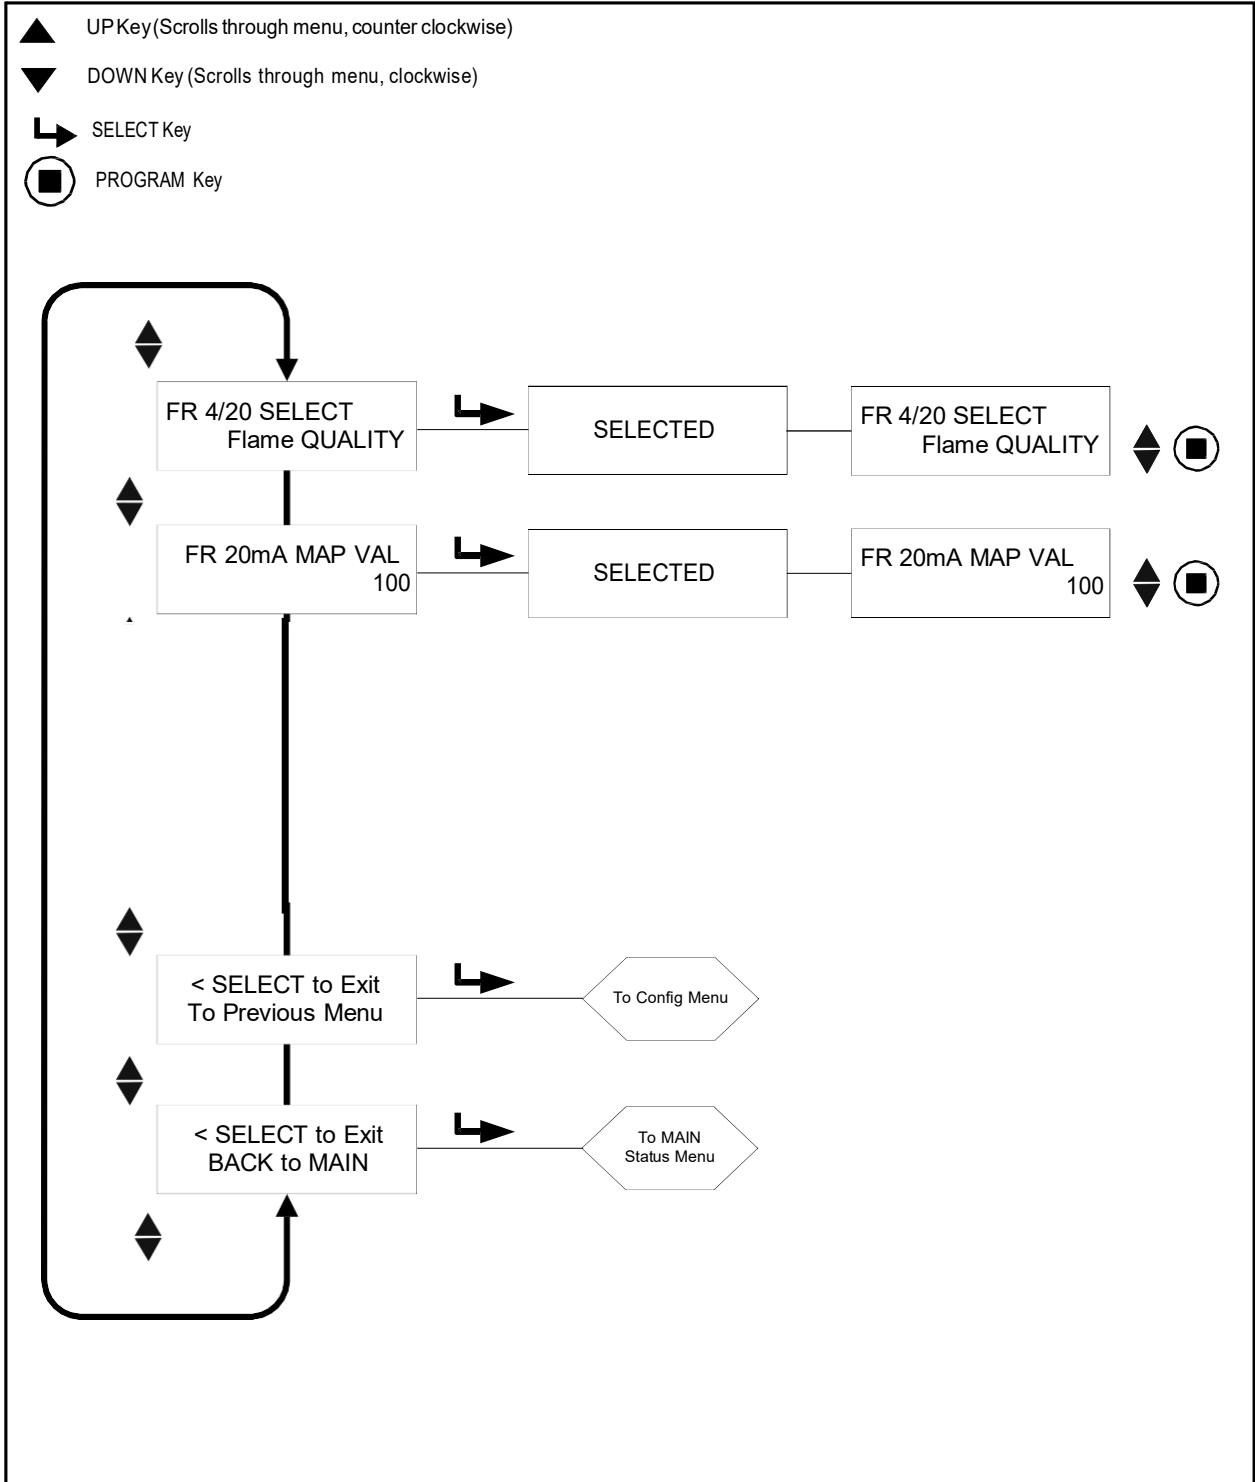 UP Key (Scrolls through menu, counter clockwise)
DOWN Key (Scrolls through menu, clockwise)
SELECT Key
PROGRAM Key
FR 4/20 SELECT
Flame QUALITY
SELECTED
FR 4/20 SELECT
Flame QUALITY
FR 20mA MAP VAL
100
SELECTED
FR 20mA MAP VAL
100
< SELECT to Exit
To Previous Menu
To Config Menu
< SELECT to Exit
BACK to MAIN
To MAIN
Status Menu